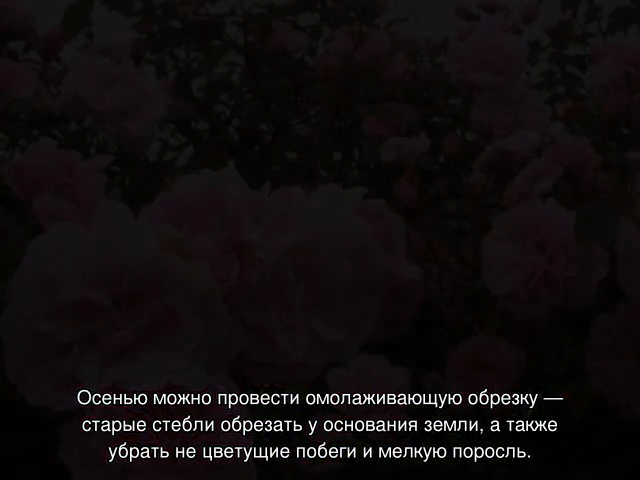 Осенью можно провести омолаживающую обрезку —
старые стебли обрезать у основания земли, а также
убрать не цветущие побеги и мелкую поросль.